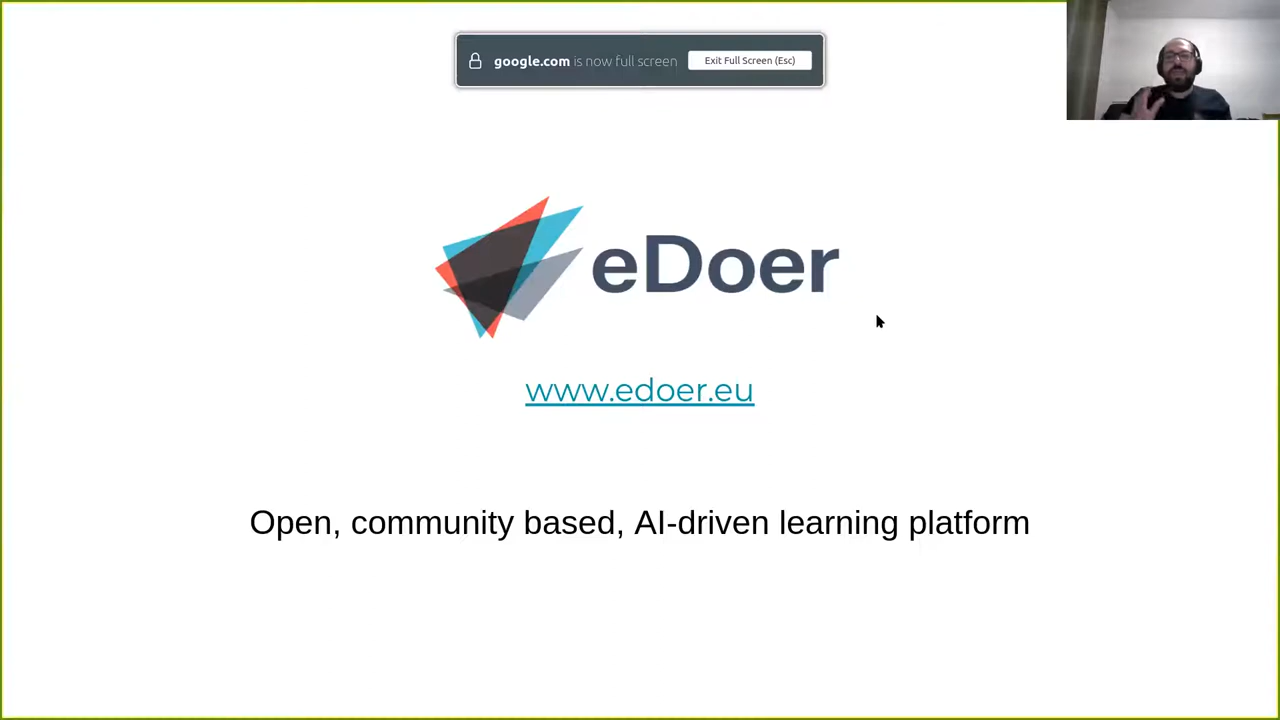 google.com is now full screen Exit Full Screen (Esc)
eDoer
www.edoer.eu
Open, community based, AI-driven learning platform